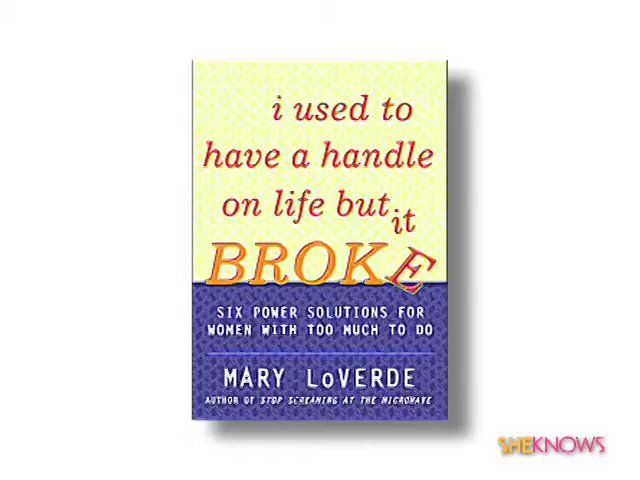 i used to
have a handle
on life but it
BROKE
SIX POWER SOLUTIONS FOR
WOMEN WITH TOO MUCH TO DO
MARY LoVERDE
AUTHOR OF STOP SCREAMING AT THE MICROWAVE
SHEKNOWS